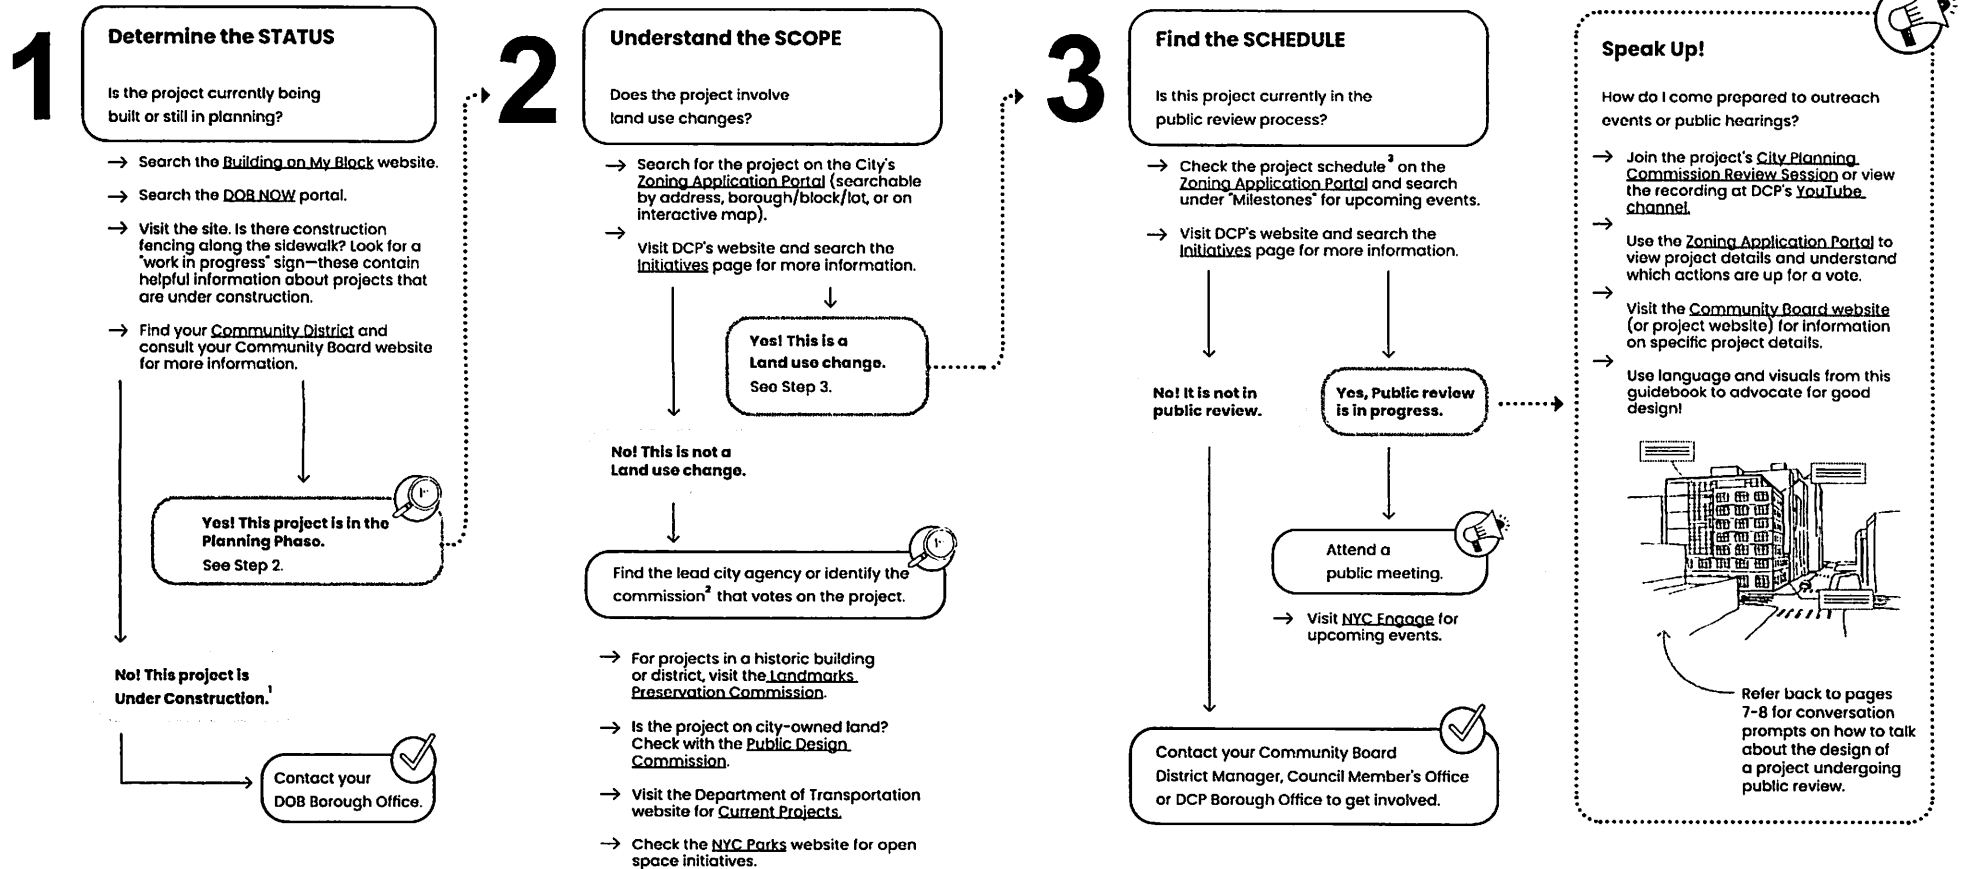 1
Determine the STATUS
Is the project currently being
built or still in planning?
→ Search the Building on My Block website.
→ Search the DOB NOW portal.
→ Visit the site. Is there construction
fencing along the sidewalk? Look for a
"work in progress" sign—these contain
helpful information about projects that
are under construction.
→ Find your Community District and
consult your Community Board website
for more information.
Yes! This project is in the
Planning Phase.
See Step 2.
No! This project is
Under Construction.¹
Contact your
DOB Borough Office.
2
Understand the SCOPE
Does the project involve
land use changes?
→ Search for the project on the City's
Zoning Application Portal (searchable
by address, borough/block/lot, or on
interactive map).
→ Visit DCP's website and search the
Initiatives page for more information.
Yes! This is a
Land use change.
See Step 3.
No! This is not a
Land use change.
Find the lead city agency or identify the
commission² that votes on the project.
→ For projects in a historic building
or district, visit the Landmarks
Preservation Commission.
→ Is the project on city-owned land?
Check with the Public Design
Commission.
→ Visit the Department of Transportation
website for Current Projects.
→ Check the NYC Parks website for open
space initiatives.
3
Find the SCHEDULE
Is this project currently in the
public review process?
→ Check the project schedule³ on the
Zoning Application Portal and search
under "Milestones" for upcoming events.
→ Visit DCP's website and search the
Initiatives page for more information.
No! It is not in
public review.
Yes, Public review
is in progress.
Attend a
public meeting.
→ Visit NYC Engage for
upcoming events.
Contact your Community Board
District Manager, Council Member's Office
or DCP Borough Office to get involved.
Speak Up!
How do I come prepared to outreach
events or public hearings?
→ Join the project's City Planning
Commission Review Session or view
the recording at DCP's YouTube
channel.
→ Use the Zoning Application Portal to
view project details and understand
which actions are up for a vote.
→ Visit the Community Board website
(or project website) for information
on specific project details.
→ Use language and visuals from this
guidebook to advocate for good
design!
Refer back to pages
7-8 for conversation
prompts on how to talk
about the design of
a project undergoing
public review.